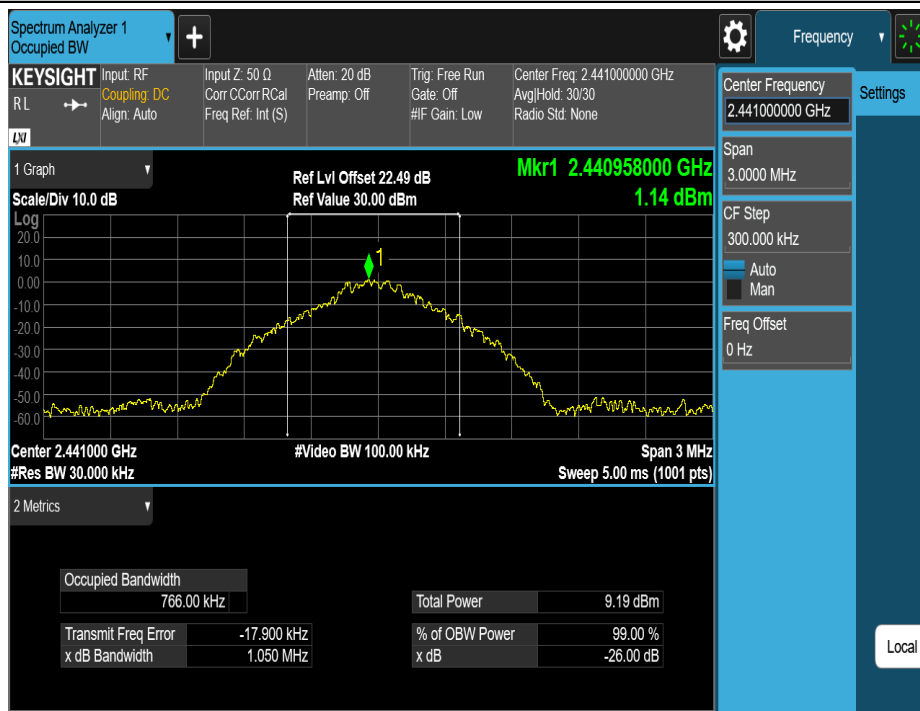 Spectrum Analyzer 1
Occupied BW
Frequency
KEYSIGHT
RL
LXI
Input: RF
Coupling: DC
Align: Auto
Input Z: 50 Ω
Corr CCorr RCal
Freq Ref: Int (S)
Atten: 20 dB
Preamp: Off
Trig: Free Run
Gate: Off
#IF Gain: Low
Center Freq: 2.441000000 GHz
Avg|Hold: 30/30
Radio Std: None
Center Frequency
2.441000000 GHz
Settings
Span
3.0000 MHz
CF Step
300.000 kHz
Auto
Man
Freq Offset
0 Hz
Local
1 Graph
Scale/Div 10.0 dB
Ref Lvl Offset 22.49 dB
Ref Value 30.00 dBm
Mkr1 2.440958000 GHz
1.14 dBm
Log
20.0
10.0
0.00
-10.0
-20.0
-30.0
-40.0
-50.0
-60.0
1
Center 2.441000 GHz
#Res BW 30.000 kHz
#Video BW 100.00 kHz
Span 3 MHz
Sweep 5.00 ms (1001 pts)
2 Metrics
Occupied Bandwidth
766.00 kHz
Total Power 9.19 dBm
Transmit Freq Error -17.900 kHz
% of OBW Power 99.00 %
x dB Bandwidth 1.050 MHz
x dB -26.00 dB